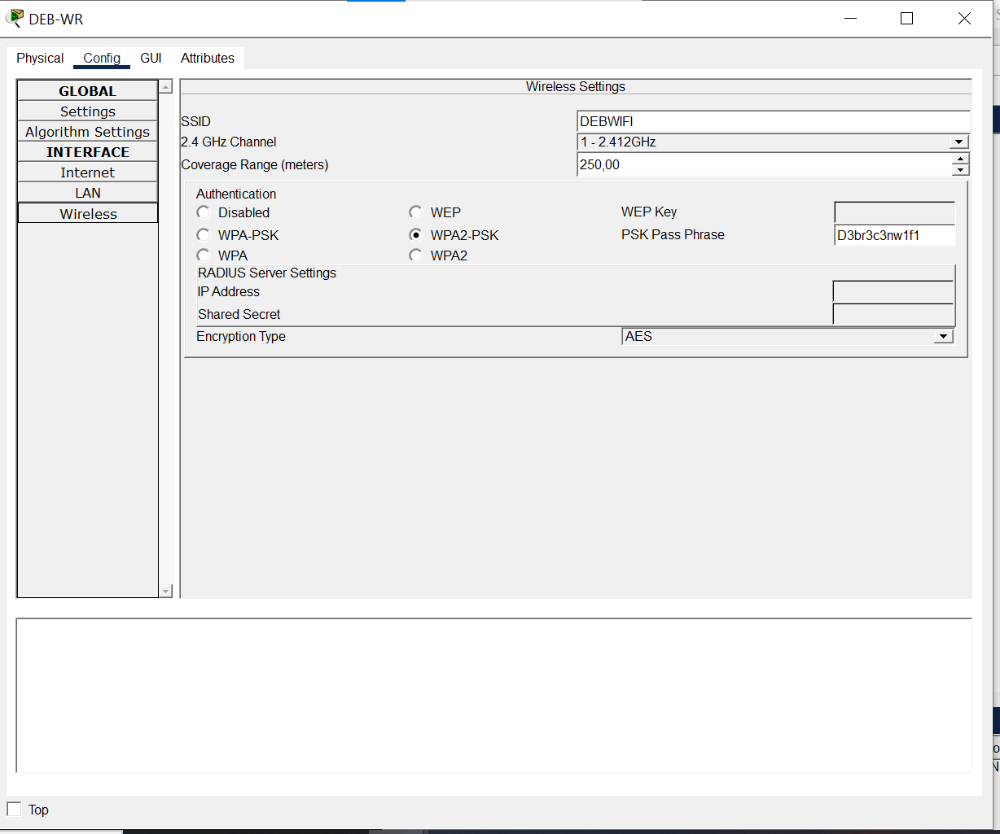 DEB-WR
Physical Config GUI Attributes
GLOBAL
Settings
Algorithm Settings
INTERFACE
Internet
LAN
Wireless
Wireless Settings
SSID DEBWIFI
2.4 GHz Channel 1 - 2.412GHz
Coverage Range (meters) 250,00
Authentication
Disabled WEP WEP Key
WPA-PSK WPA2-PSK PSK Pass Phrase D3br3c3nw1f1
WPA WPA2
RADIUS Server Settings
IP Address
Shared Secret
Encryption Type AES
Top